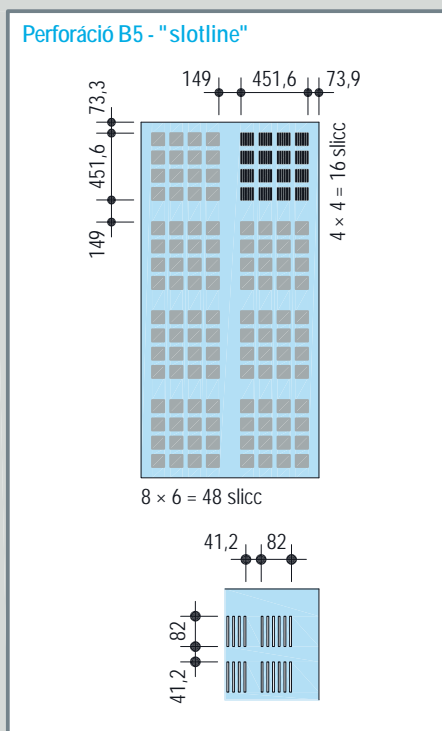 Perforáció B5 - "slotline"
149 451,6 73,9
73,3
451,6
149
4 × 4 = 16 slicc
8 × 6 = 48 slicc
41,2 82
82
41,2